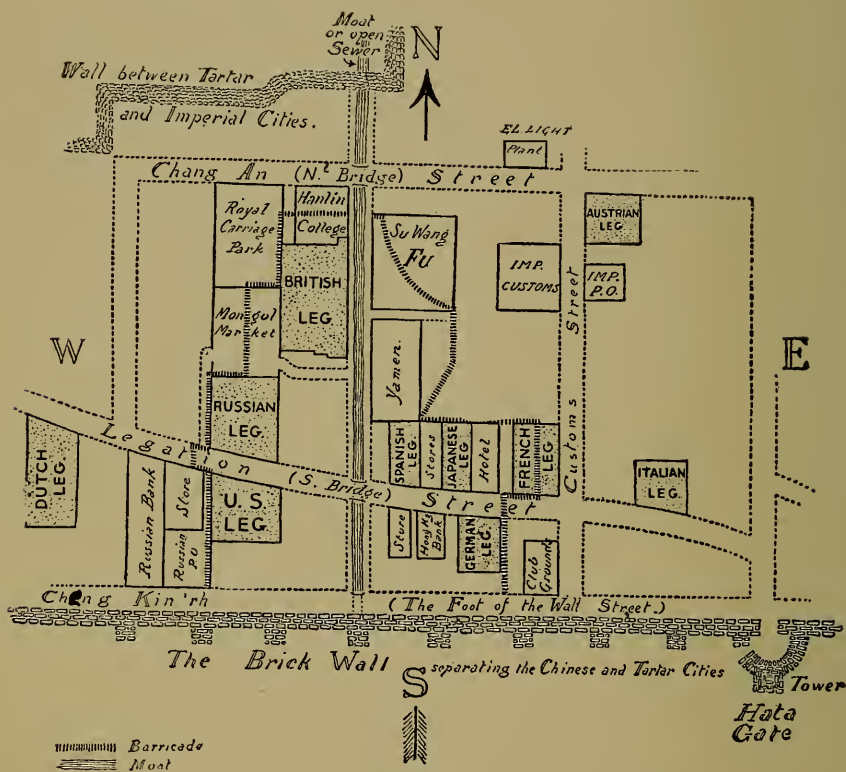 Moat
or open
Sewer
N
Wall between Tartar
and Imperial Cities.
EL. LIGHT
Plant
Chang An (N.ᵗ Bridge) Street
Royal
Carriage
Park
Hanlin
College
Su Wang
Fu
AUSTRIAN
LEG.
IMP.
CUSTOMS
IMP.
P.O.
BRITISH
LEG.
Mongol
Market
W
E
Yamen.
Customs Street
RUSSIAN
LEG.
Legation (S. Bridge) Street
DUTCH
LEG.
Russian Bank
Store
Russian
P.O
U.S.
LEG.
SPANISH
LEG.
Stores
JAPANESE
LEG
Hotel
FRENCH
LEG
ITALIAN
LEG.
Store
Hong Kg
Bank
GERMAN
LEG.
Club
Grounds
Cheng Kin'rh
(The Foot of the Wall Street.)
The Brick Wall
S
separating the Chinese and Tartar Cities
Tower
Hata
Gate
Barricade
Moat